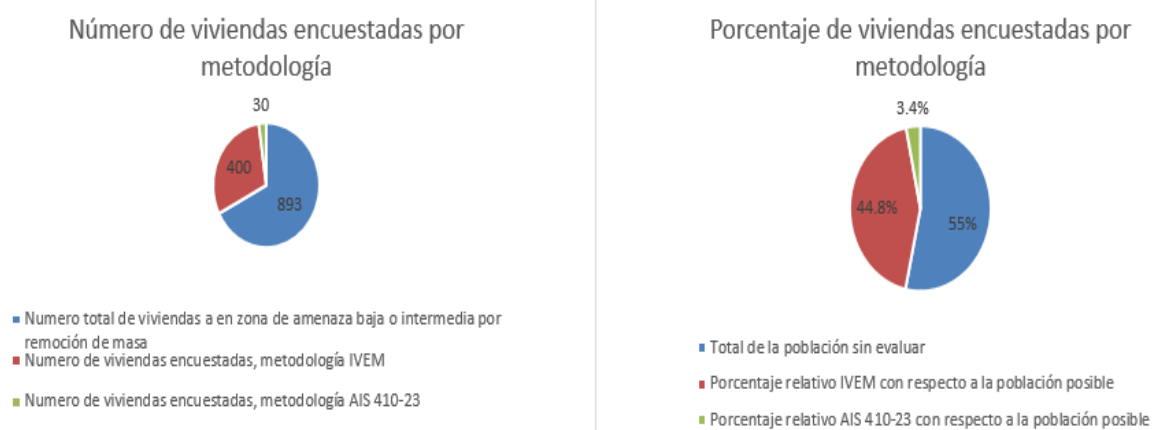 Número de viviendas encuestadas por
metodología
30
400
893
Numero total de viviendas a en zona de amenaza baja o intermedia por
remoción de masa
Numero de viviendas encuestadas, metodología IVEM
Numero de viviendas encuestadas, metodología AIS 410-23
Porcentaje de viviendas encuestadas por
metodología
3.4%
44.8%
55%
Total de la población sin evaluar
Porcentaje relativo IVEM con respecto a la población posible
Porcentaje relativo AIS 410-23 con respecto a la población posible